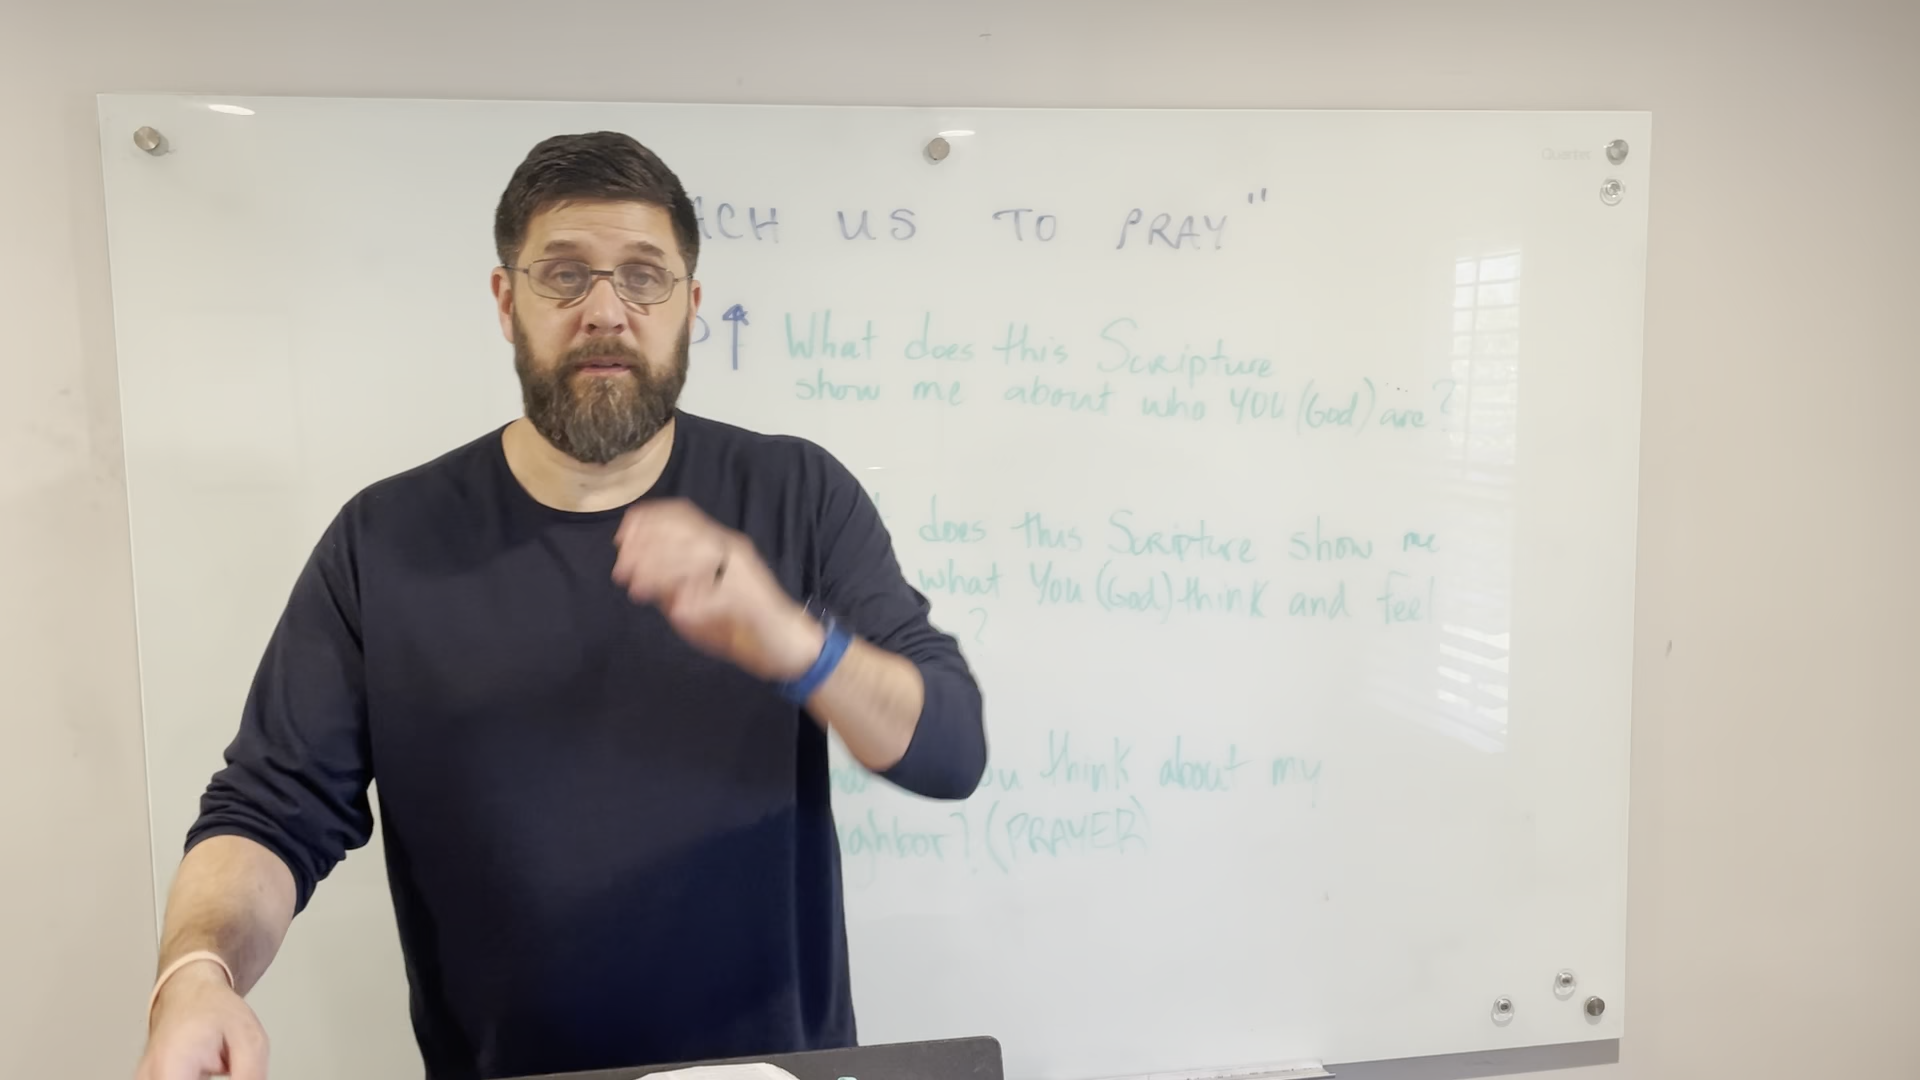 ACH US TO PRAY"
What does this Scripture
show me about who YOU (God) are?
does this Scripture show me
what You (God) think and feel
?
think about my
ghbor? (PRAYER)
Quartet